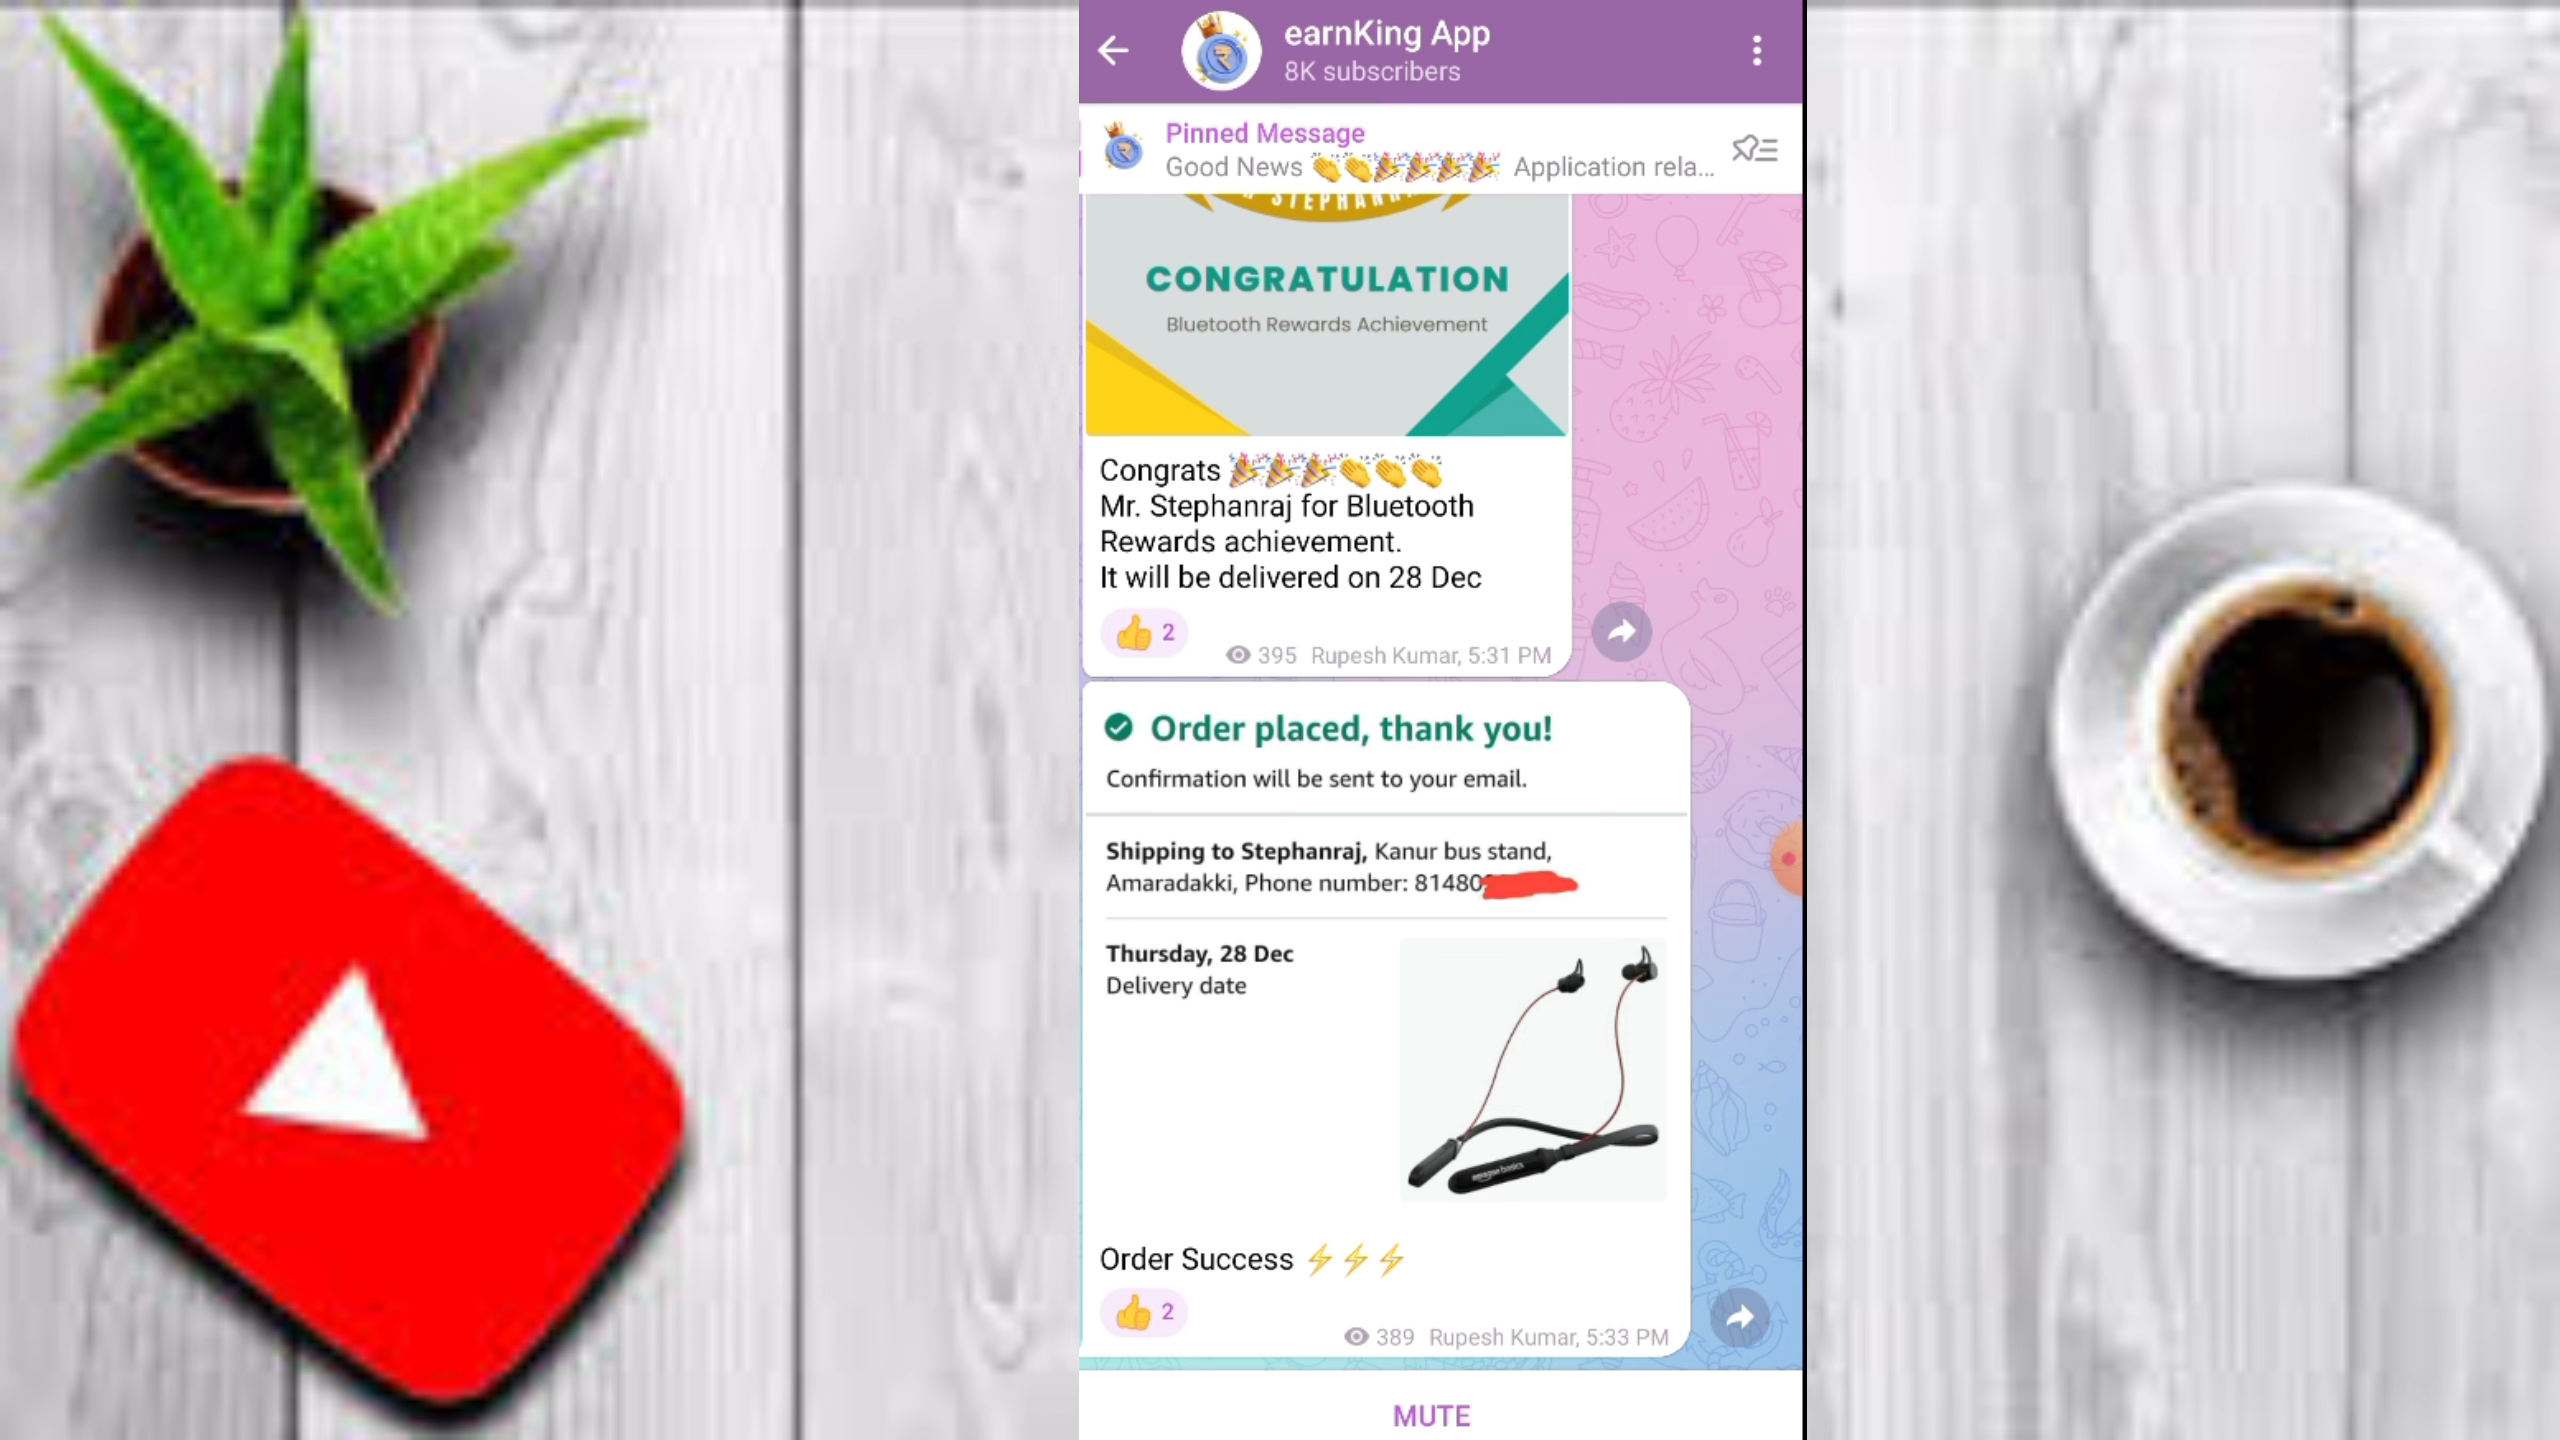 earnKing App
8K subscribers
Pinned Message
Good News 👏👏🎉🎉🎉🎉 Application rela...
CONGRATULATION
Bluetooth Rewards Achievement
Congrats 🎉🎉🎉👏👏👏
Mr. Stephanraj for Bluetooth
Rewards achievement.
It will be delivered on 28 Dec
👍 2
395 Rupesh Kumar, 5:31 PM
Order placed, thank you!
Confirmation will be sent to your email.
Shipping to Stephanraj, Kanur bus stand,
Amaradakki, Phone number: 81480
Thursday, 28 Dec
Delivery date
amazon basics
Order Success ⚡⚡⚡
👍 2
389 Rupesh Kumar, 5:33 PM
MUTE